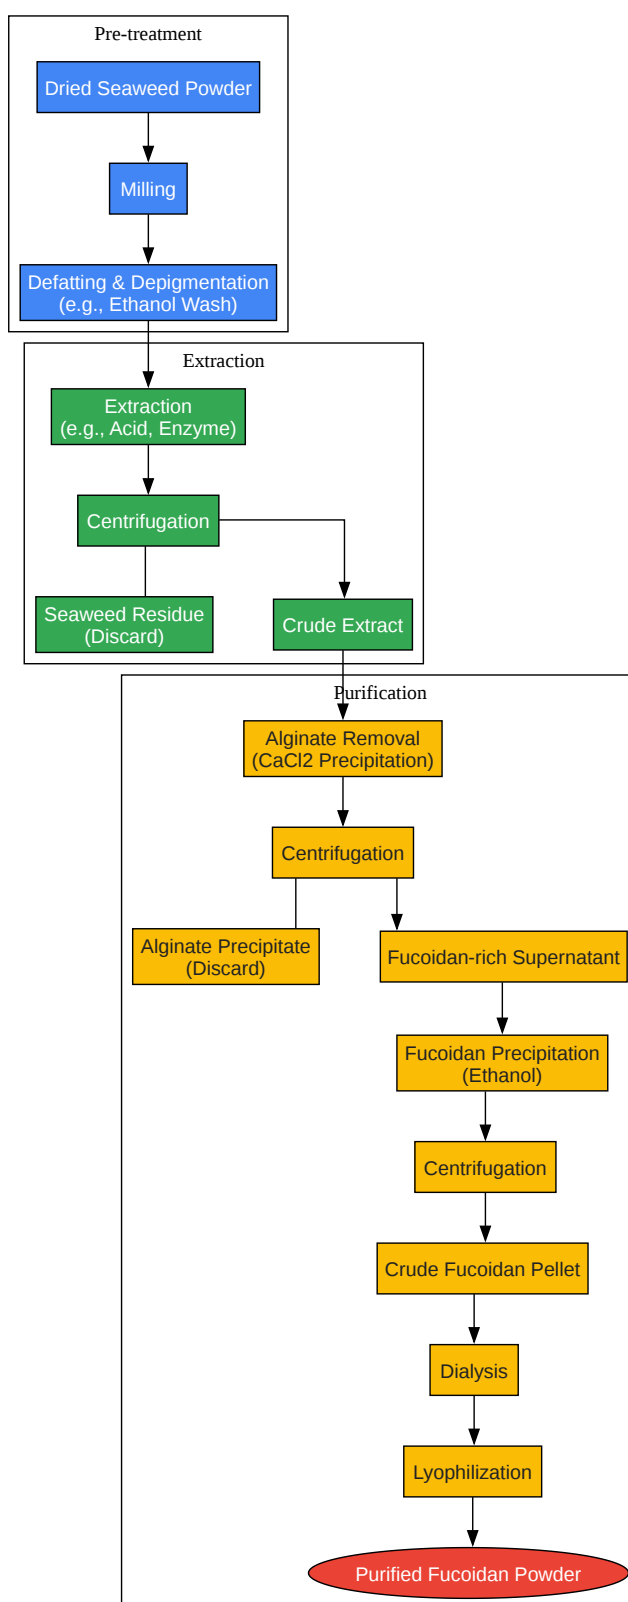 Pre-treatment
Dried Seaweed Powder
Milling
Defatting & Depigmentation
(e.g., Ethanol Wash)
Extraction
Extraction
(e.g., Acid, Enzyme)
Centrifugation
Seaweed Residue
(Discard)
Crude Extract
Purification
Alginate Removal
(CaCl2 Precipitation)
Centrifugation
Alginate Precipitate
(Discard)
Fucoidan-rich Supernatant
Fucoidan Precipitation
(Ethanol)
Centrifugation
Crude Fucoidan Pellet
Dialysis
Lyophilization
Purified Fucoidan Powder